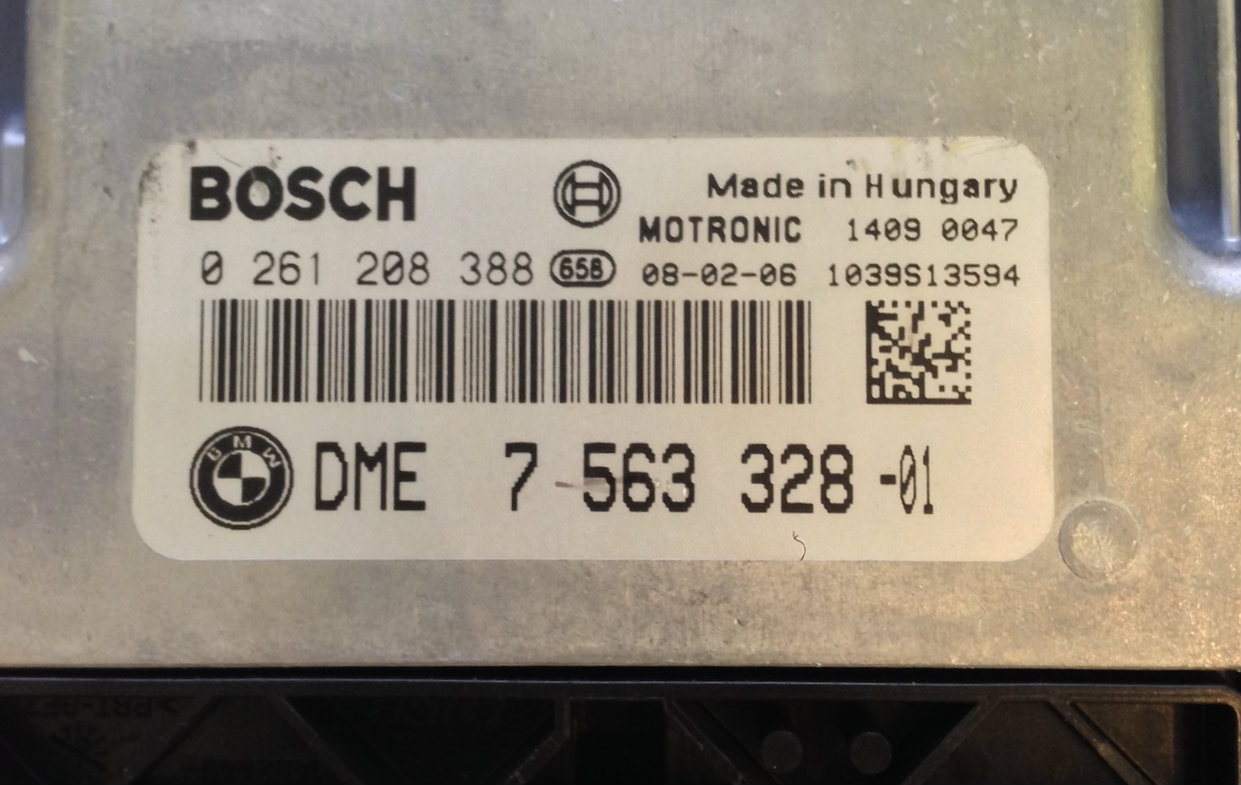 BOSCH
Made in Hungary
MOTRONIC 1409 0047
0 261 208 388 658 08-02-06 1039S13594
BMW DME 7 563 328 -01